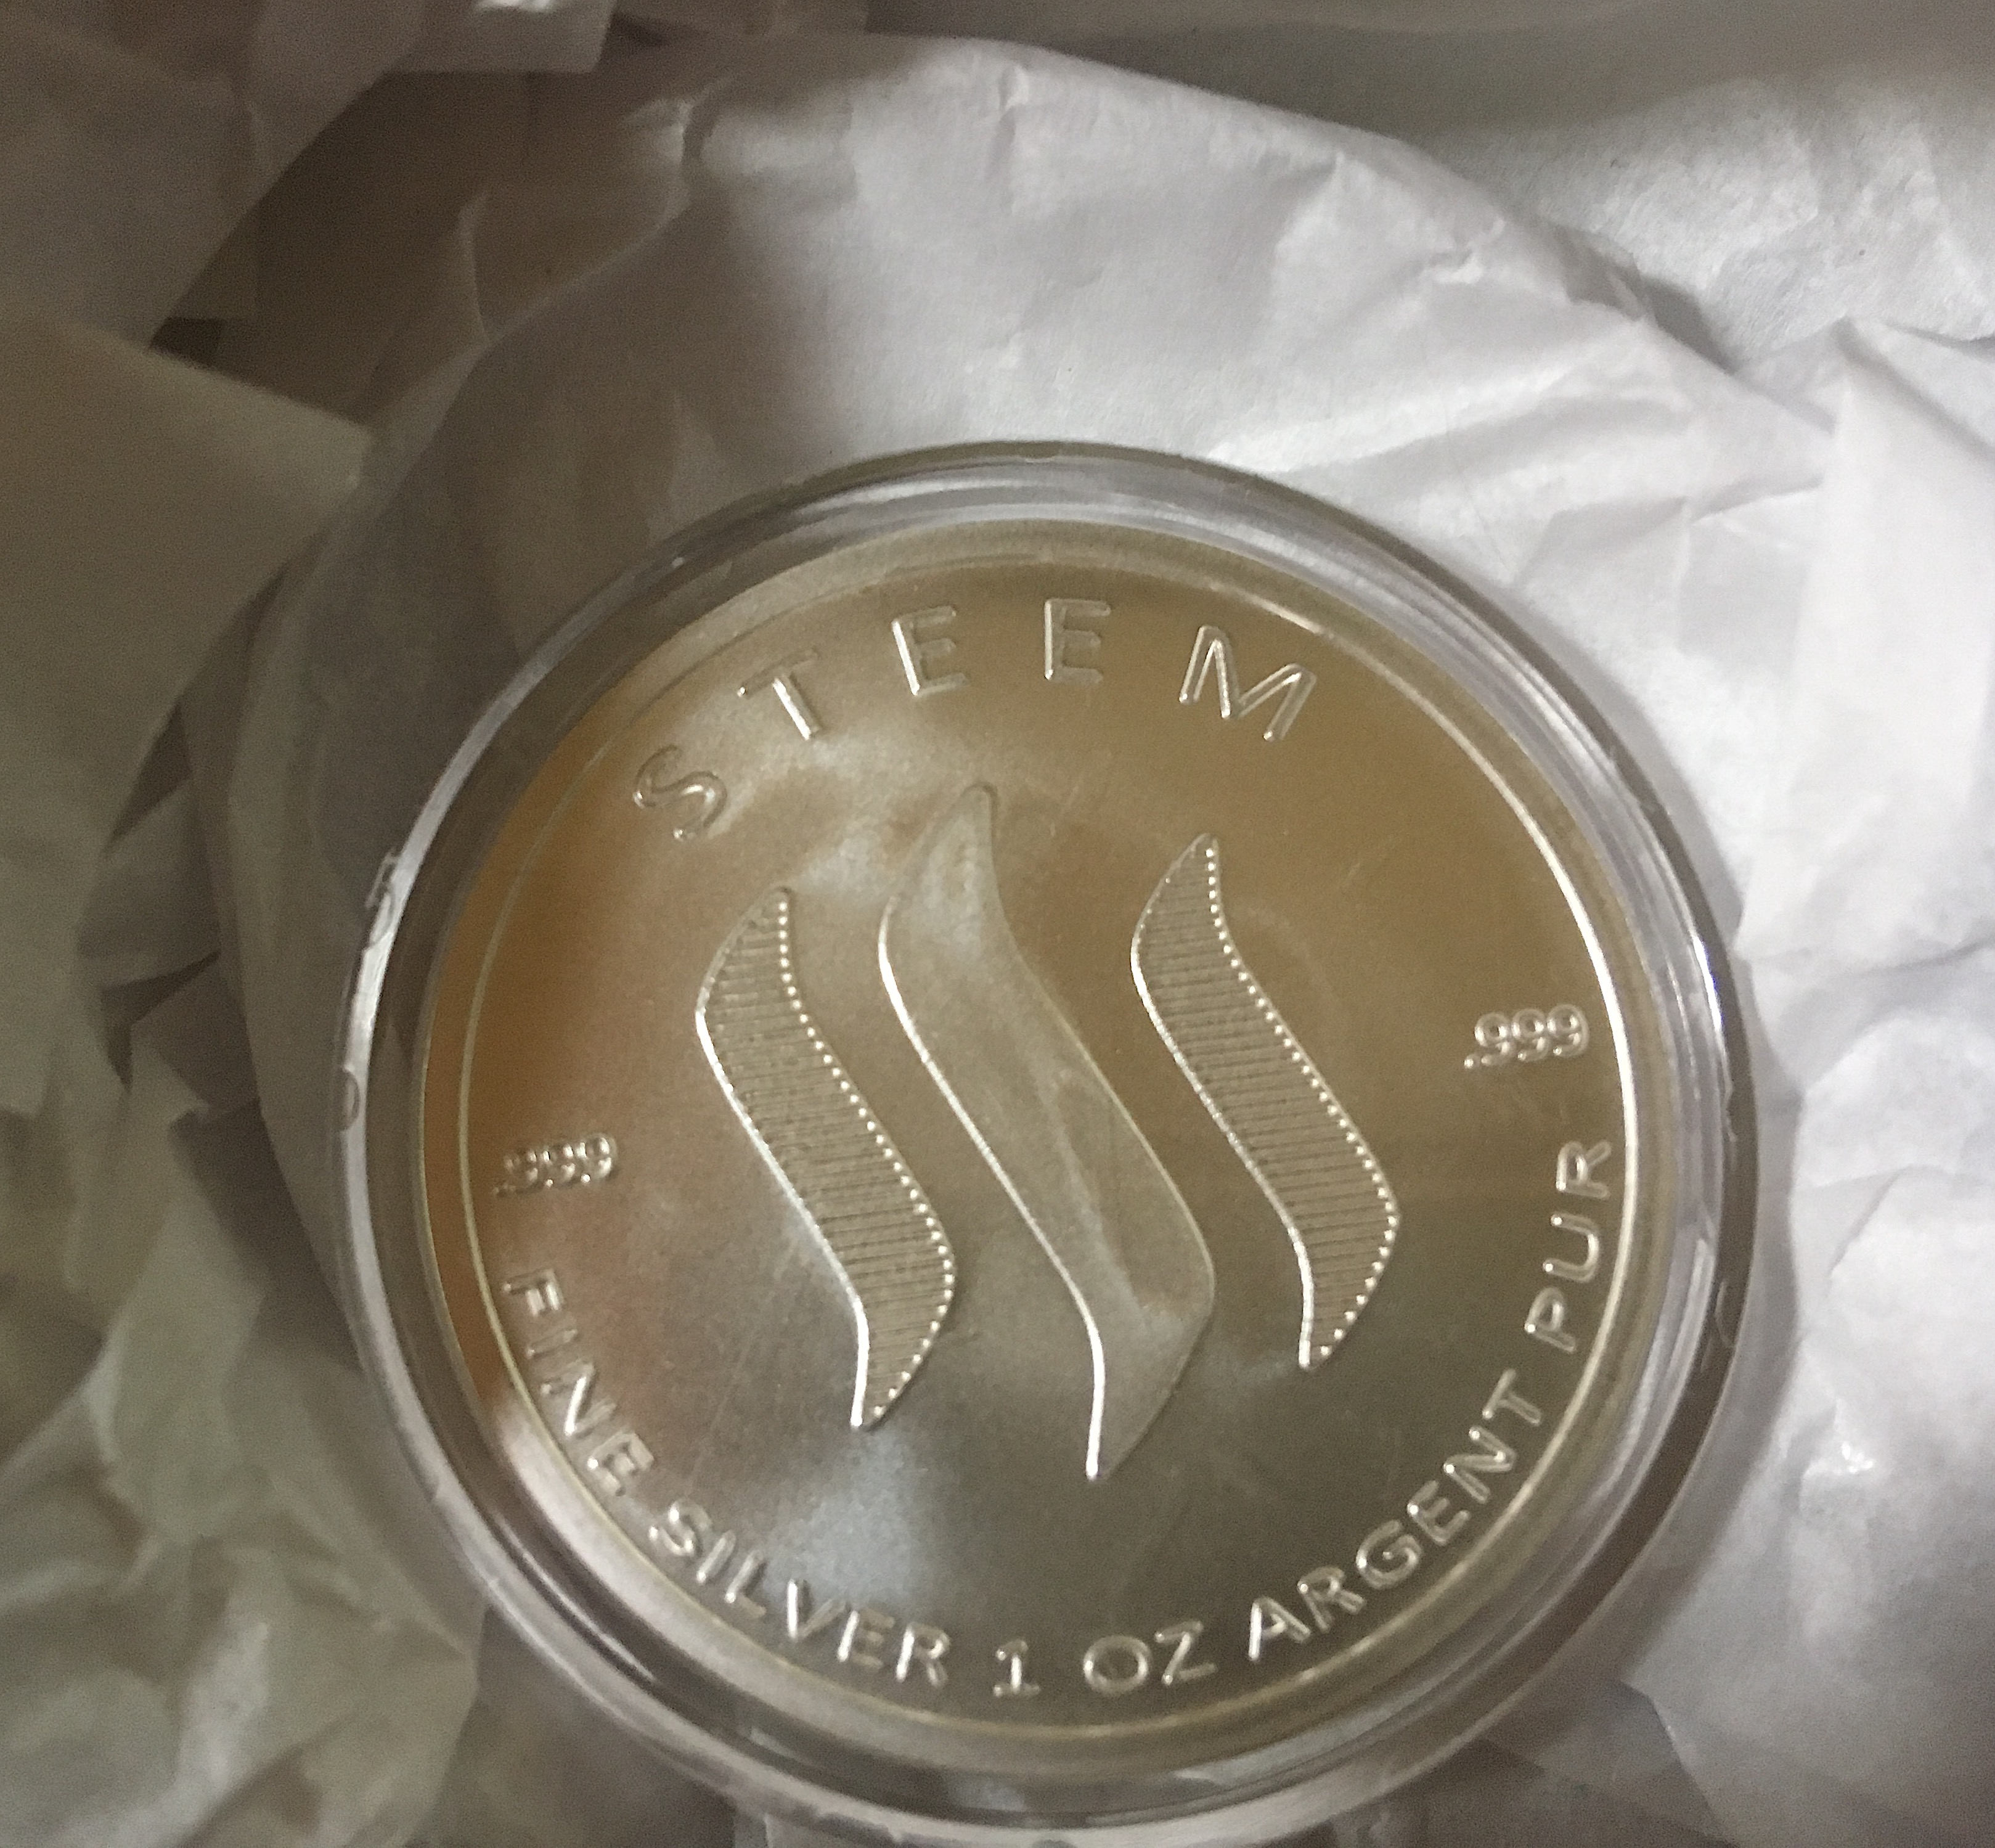 STEEM
.999
.999
FINE SILVER 1 OZ ARGENT PUR